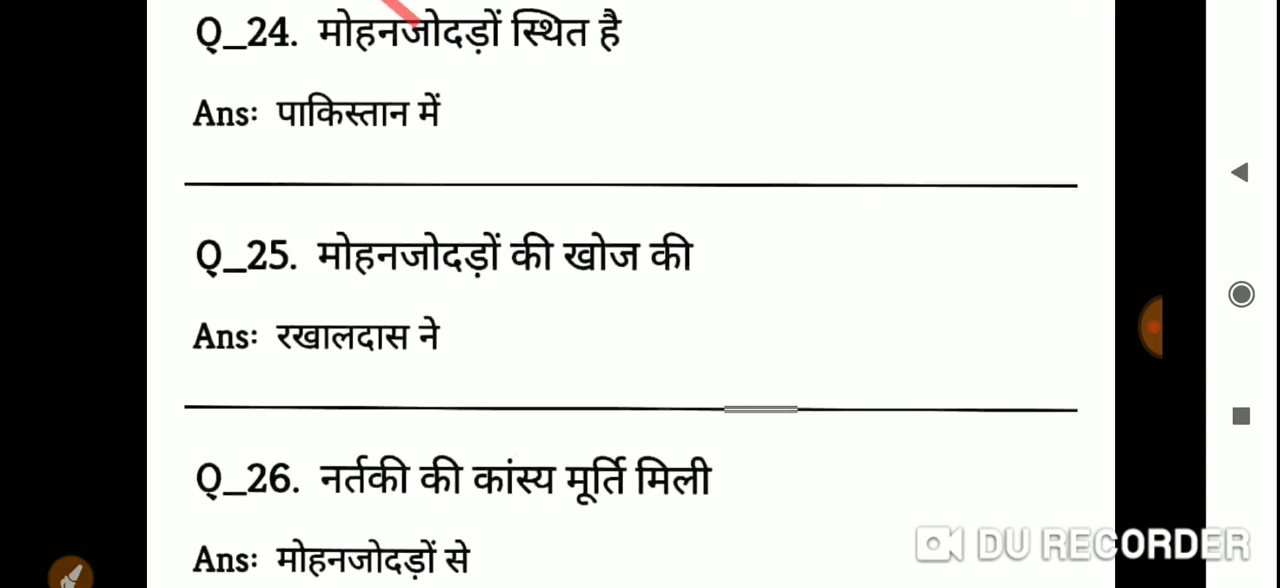 Q_24. मोहनजोदड़ों स्थित है
Ans: पाकिस्तान में
Q_25. मोहनजोदड़ों की खोज की
Ans: रखालदास ने
Q_26. नर्तकी की कांस्य मूर्ति मिली
Ans: मोहनजोदड़ों से
DU RECORDER